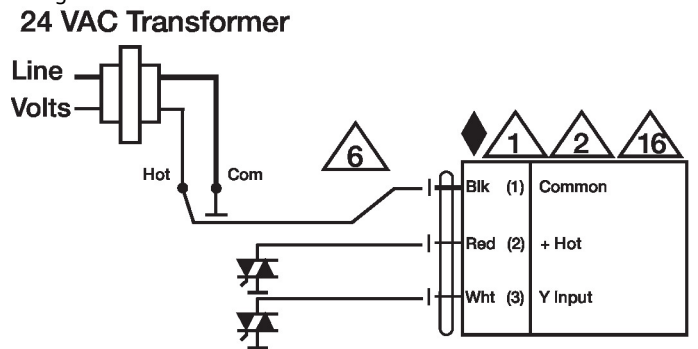 24 VAC Transformer
Line
Volts
Hot
Com
6
1
2
16
Blk (1) Common
Red (2) + Hot
Wht (3) Y Input